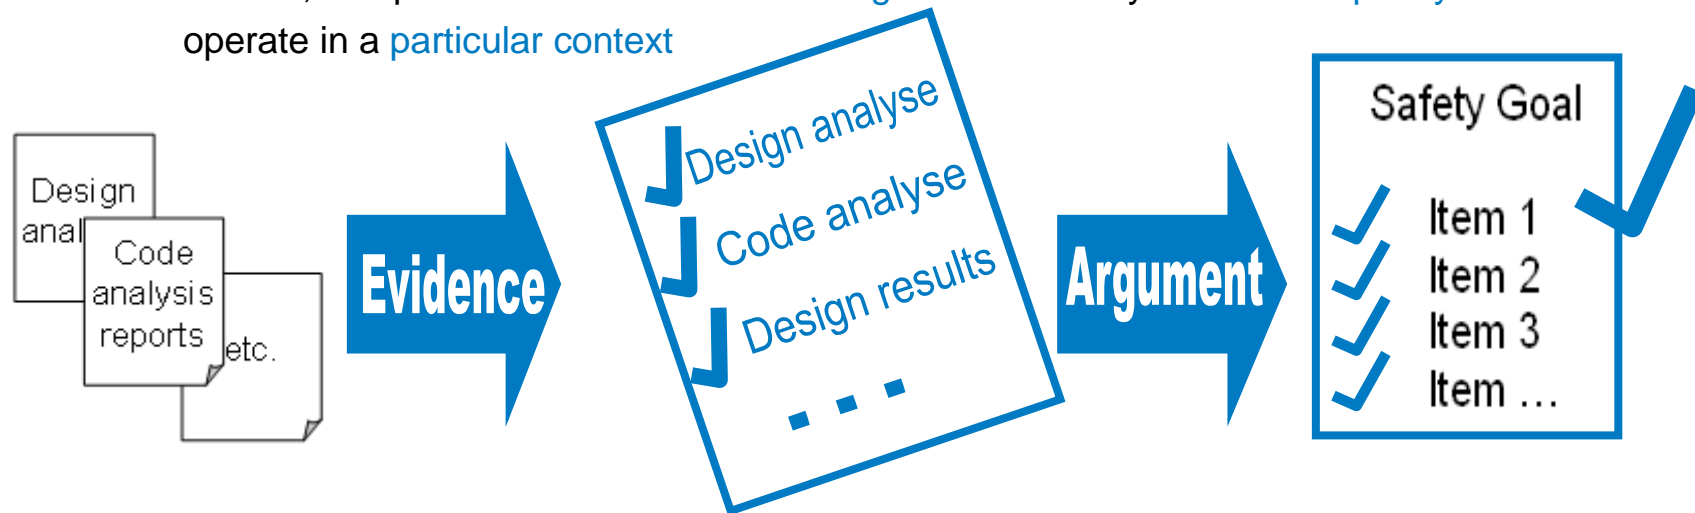 operate in a particular context
Design
anal
Code
analysis
reports
etc.
Evidence
Design analyse
Code analyse
Design results
...
Argument
Safety Goal
Item 1
Item 2
Item 3
Item …